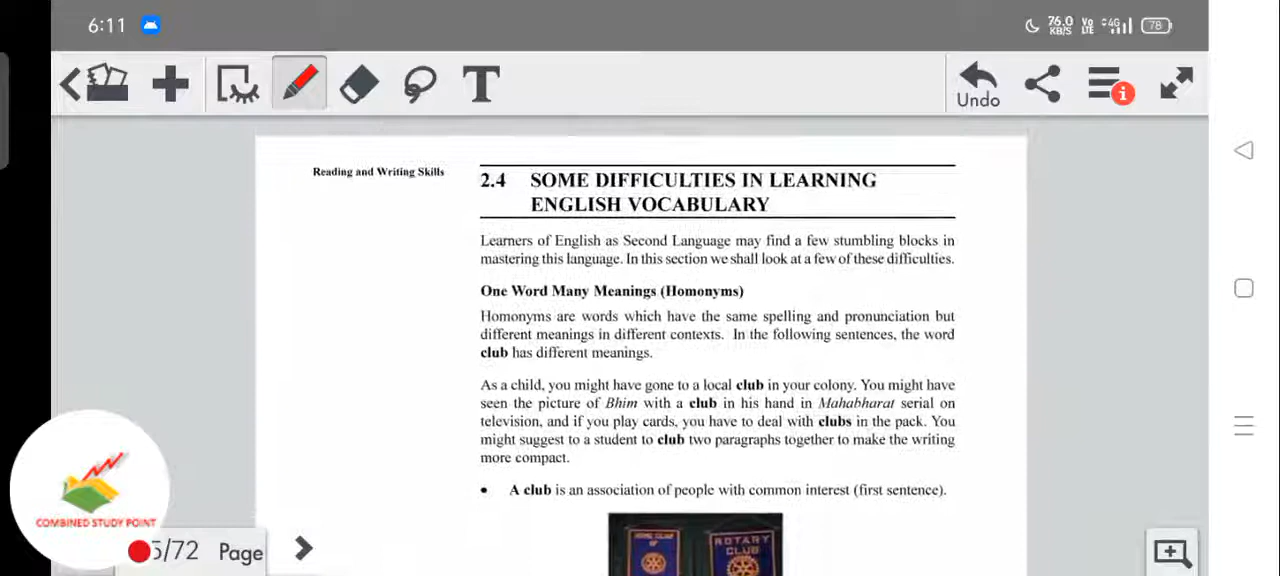 6:11
76.0 KB/S Vo LTE 4G 78
Undo
i
T
Reading and Writing Skills
2.4 SOME DIFFICULTIES IN LEARNING
ENGLISH VOCABULARY
Learners of English as Second Language may find a few stumbling blocks in
mastering this language. In this section we shall look at a few of these difficulties.
One Word Many Meanings (Homonyms)
Homonyms are words which have the same spelling and pronunciation but
different meanings in different contexts. In the following sentences, the word
club has different meanings.
As a child, you might have gone to a local club in your colony. You might have
seen the picture of Bhim with a club in his hand in Mahabharat serial on
television, and if you play cards, you have to deal with clubs in the pack. You
might suggest to a student to club two paragraphs together to make the writing
more compact.
• A club is an association of people with common interest (first sentence).
ROTARY
CLUB
COMBINED STUDY POINT
5/72 Page